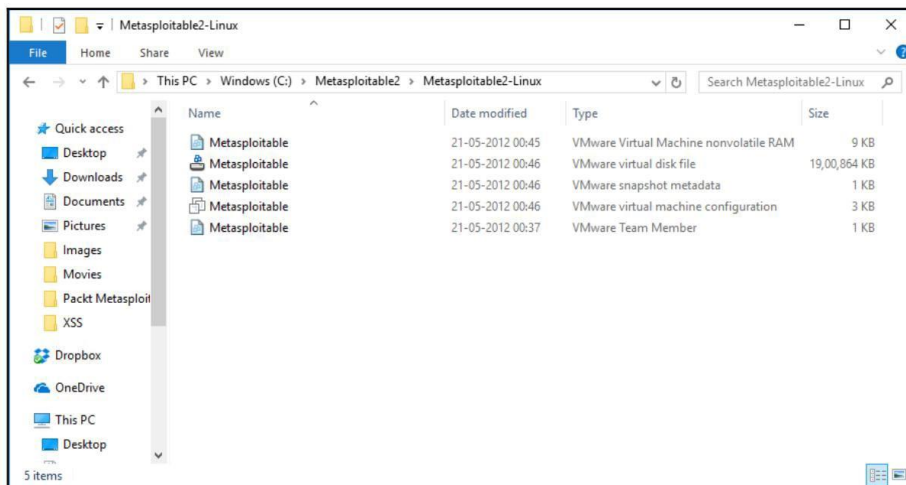 Metasploitable2-Linux
File Home Share View
This PC > Windows (C:) > Metasploitable2 > Metasploitable2-Linux
Search Metasploitable2-Linux
Name Date modified Type Size
Quick access
Desktop
Downloads
Documents
Pictures
Images
Movies
Packt Metasploit
XSS
Dropbox
OneDrive
This PC
Desktop
Metasploitable 21-05-2012 00:45 VMware Virtual Machine nonvolatile RAM 9 KB
Metasploitable 21-05-2012 00:46 VMware virtual disk file 19,00,864 KB
Metasploitable 21-05-2012 00:46 VMware snapshot metadata 1 KB
Metasploitable 21-05-2012 00:46 VMware virtual machine configuration 3 KB
Metasploitable 21-05-2012 00:37 VMware Team Member 1 KB
5 items